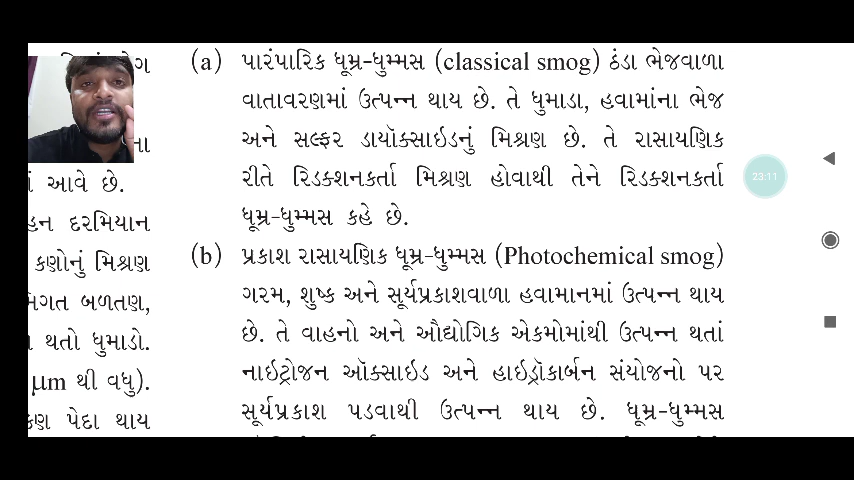 (a) પારંપારિક ધૂમ્ર-ધુમ્મસ (classical smog) ઠંડા ભેજવાળા
વાતાવરણમાં ઉત્પન્ન થાય છે. તે ધુમાડા, હવામાંના ભેજ
અને સલ્ફર ડાયૉક્સાઇડનું મિશ્રણ છે. તે રાસાયણિક
રીતે રિડક્શનકર્તા મિશ્રણ હોવાથી તેને રિડક્શનકર્તા
ધૂમ્ર-ધુમ્મસ કહે છે.
(b) પ્રકાશ રાસાયણિક ધૂમ્ર-ધુમ્મસ (Photochemical smog)
ગરમ, શુષ્ક અને સૂર્યપ્રકાશવાળા હવામાનમાં ઉત્પન્ન થાય
છે. તે વાહનો અને ઔદ્યોગિક એકમોમાંથી ઉત્પન્ન થતાં
નાઇટ્રોજન ઑક્સાઇડ અને હાઇડ્રૉકાર્બન સંયોજનો પર
સૂર્યપ્રકાશ પડવાથી ઉત્પન્ન થાય છે. ધૂમ્ર-ધુમ્મસ
આવે છે.
દરમિયાન
કણોનું મિશ્રણ
બળતણ,
થતો ધુમાડો.
μm થી વધુ).
પેદા થાય
23:11